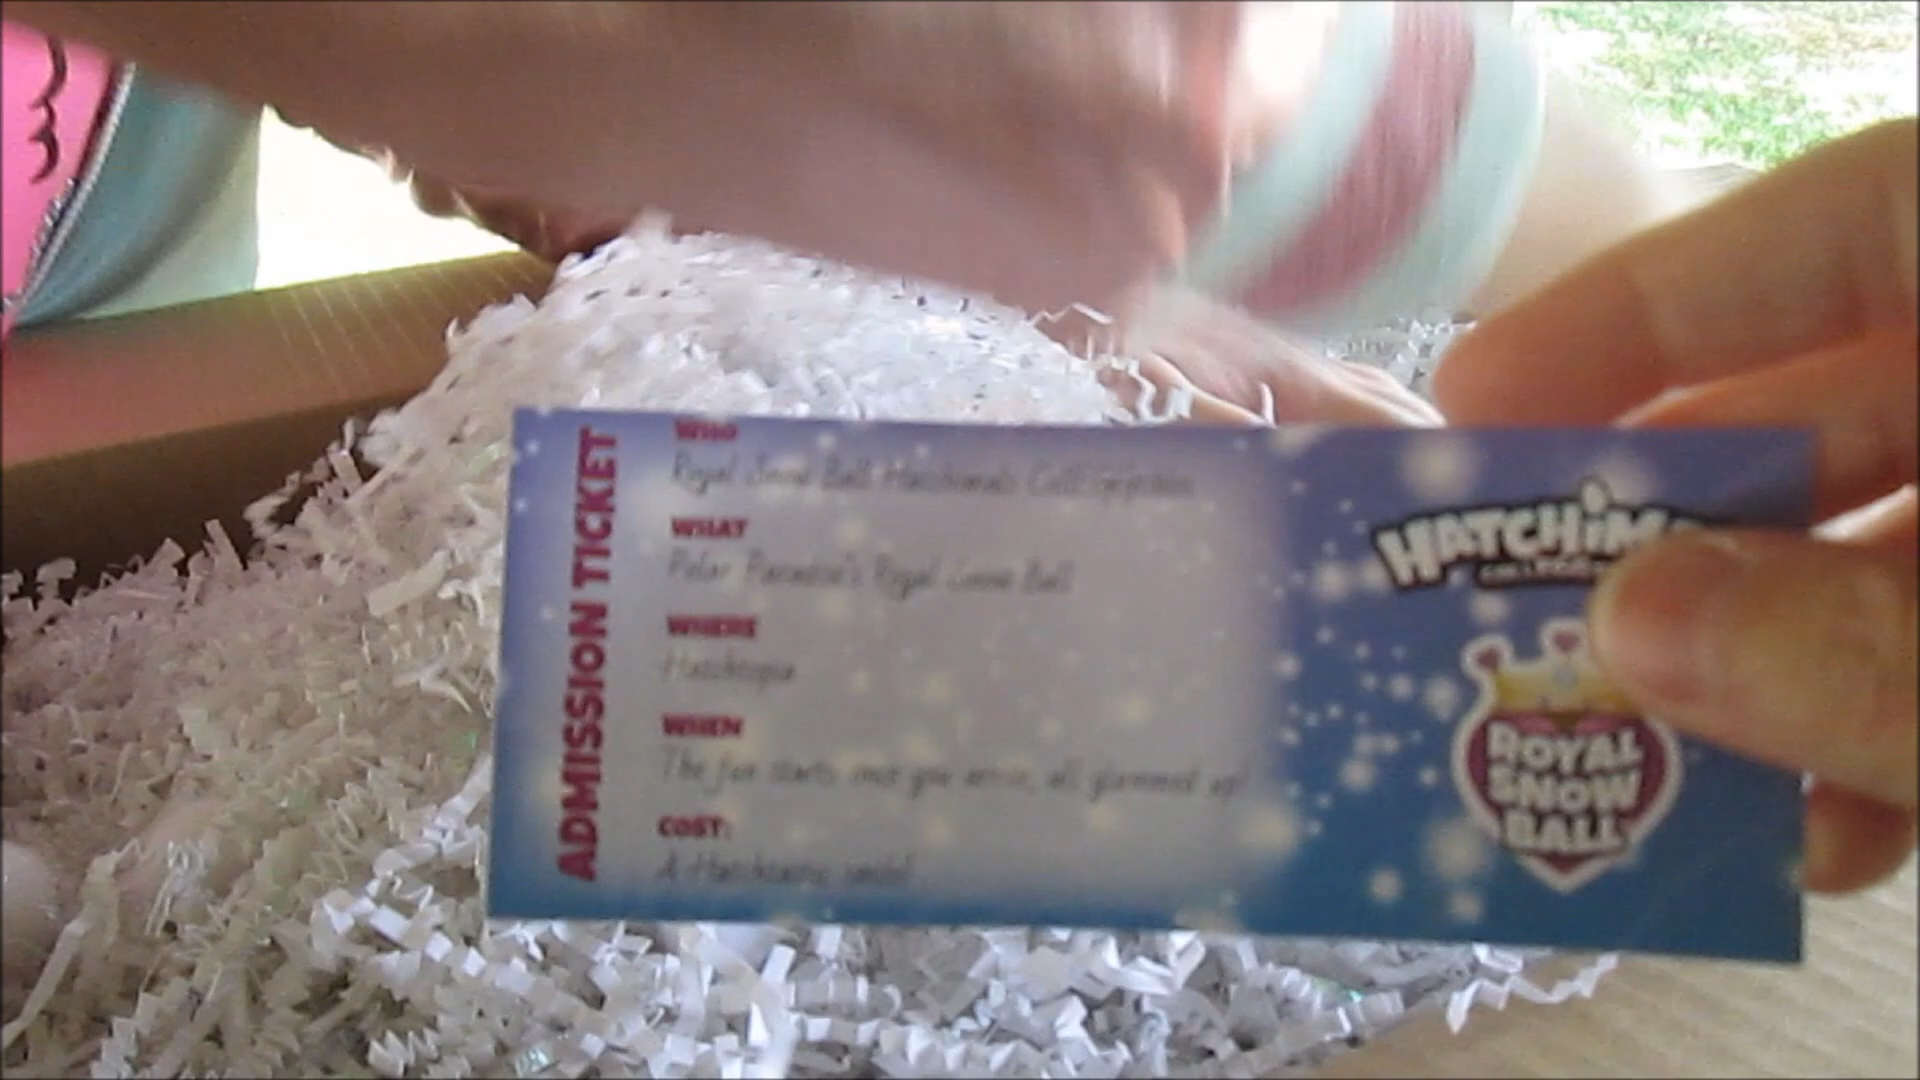 ADMISSION TICKET
WHO
Royal Snow Ball Hatchimals CollEGGtibles
WHAT
Polar Paradise's Royal Snow Ball
WHERE
Hatchtopia
WHEN
The fun starts once you arrive, all glammed up!
COST:
A Hatchtastic smile!
HATCHIM
ROYAL
SNOW
BALL